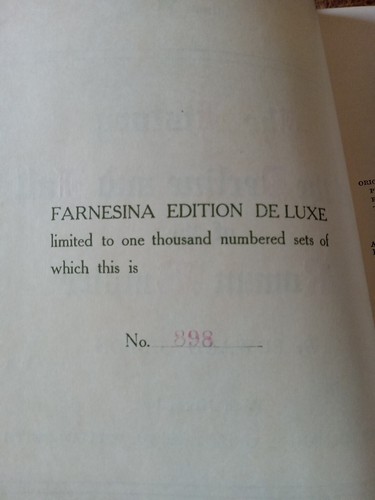 FARNESINA EDITION DE LUXE
limited to one thousand numbered sets of
which this is
No. 898